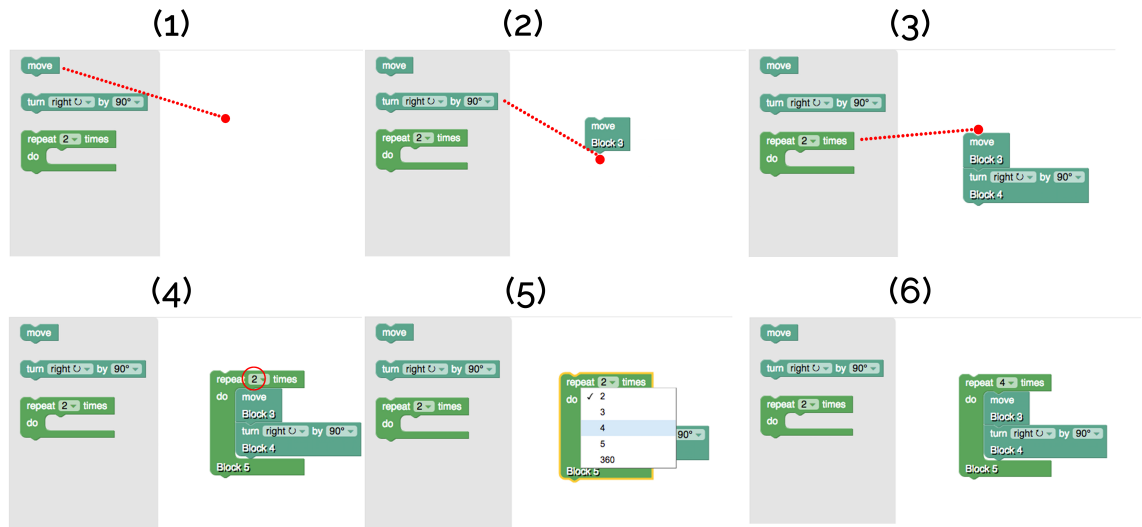 (1)
move
turn right ↻ by 90°
repeat 2 times
do
(2)
move
turn right ↻ by 90°
repeat 2 times
do
move
Block 3
(3)
move
turn right ↻ by 90°
repeat 2 times
do
move
Block 3
turn right ↻ by 90°
Block 4
(4)
move
turn right ↻ by 90°
repeat 2 times
do
repeat 2 times
do
move
Block 3
turn right ↻ by 90°
Block 4
Block 5
(5)
move
turn right ↻ by 90°
repeat 2 times
do
repeat 2 times
do
✓ 2
3
4
5
360
90°
Block 5
(6)
move
turn right ↻ by 90°
repeat 2 times
do
repeat 4 times
do
move
Block 3
turn right ↻ by 90°
Block 4
Block 5